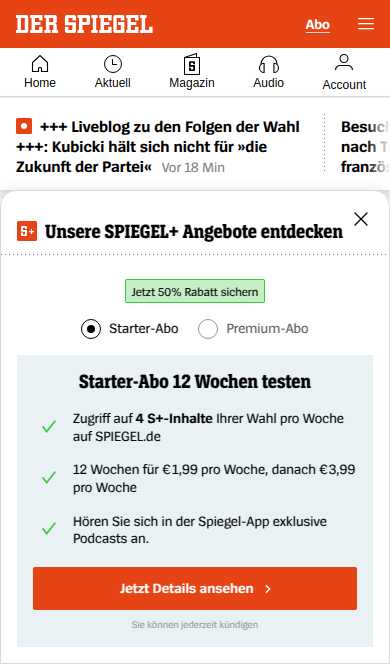 DER SPIEGEL
Abo
Home
Aktuell
Magazin
Audio
Account
+++ Liveblog zu den Folgen der Wahl
+++: Kubicki hält sich nicht für »die
Zukunft der Partei« Vor 18 Min
Besuch
nach T
französ
S+ Unsere SPIEGEL+ Angebote entdecken
Jetzt 50% Rabatt sichern
Starter-Abo
Premium-Abo
Starter-Abo 12 Wochen testen
Zugriff auf 4 S+-Inhalte Ihrer Wahl pro Woche
auf SPIEGEL.de
12 Wochen für €1,99 pro Woche, danach €3,99
pro Woche
Hören Sie sich in der Spiegel-App exklusive
Podcasts an.
Jetzt Details ansehen
Sie können jederzeit kündigen